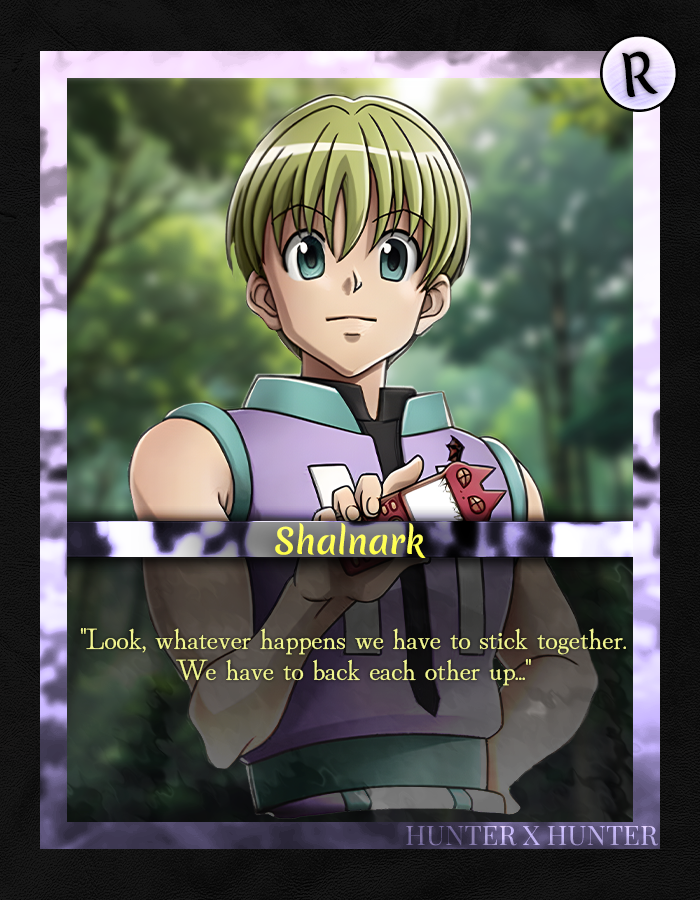 R
Shalnark
"Look, whatever happens we have to stick together.
We have to back each other up..."
HUNTER X HUNTER